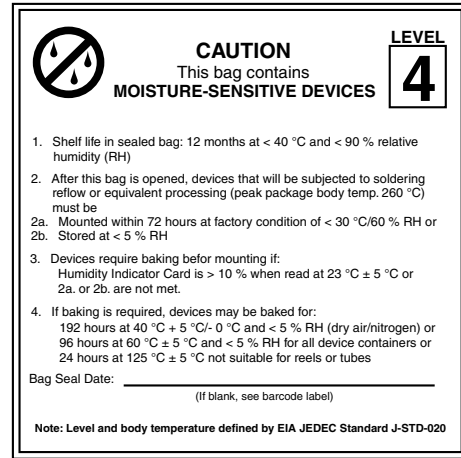 LEVEL
4
CAUTION
This bag contains
MOISTURE-SENSITIVE DEVICES
1. Shelf life in sealed bag: 12 months at < 40 °C and < 90 % relative
humidity (RH)
2. After this bag is opened, devices that will be subjected to soldering
reflow or equivalent processing (peak package body temp. 260 °C)
must be
2a. Mounted within 72 hours at factory condition of < 30 °C/60 % RH or
2b. Stored at < 5 % RH
3. Devices require baking befor mounting if:
Humidity Indicator Card is > 10 % when read at 23 °C ± 5 °C or
2a. or 2b. are not met.
4. If baking is required, devices may be baked for:
192 hours at 40 °C + 5 °C/- 0 °C and < 5 % RH (dry air/nitrogen) or
96 hours at 60 °C ± 5 °C and < 5 % RH for all device containers or
24 hours at 125 °C ± 5 °C not suitable for reels or tubes
Bag Seal Date:
(If blank, see barcode label)
Note: Level and body temperature defined by EIA JEDEC Standard J-STD-020